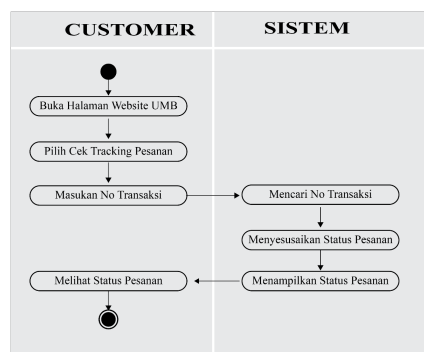 CUSTOMER
SISTEM
Buka Halaman Website UMB
Pilih Cek Tracking Pesanan
Masukan No Transaksi
Mencari No Transaksi
Menyesusaikan Status Pesanan
Melihat Status Pesanan
Menampilkan Status Pesanan